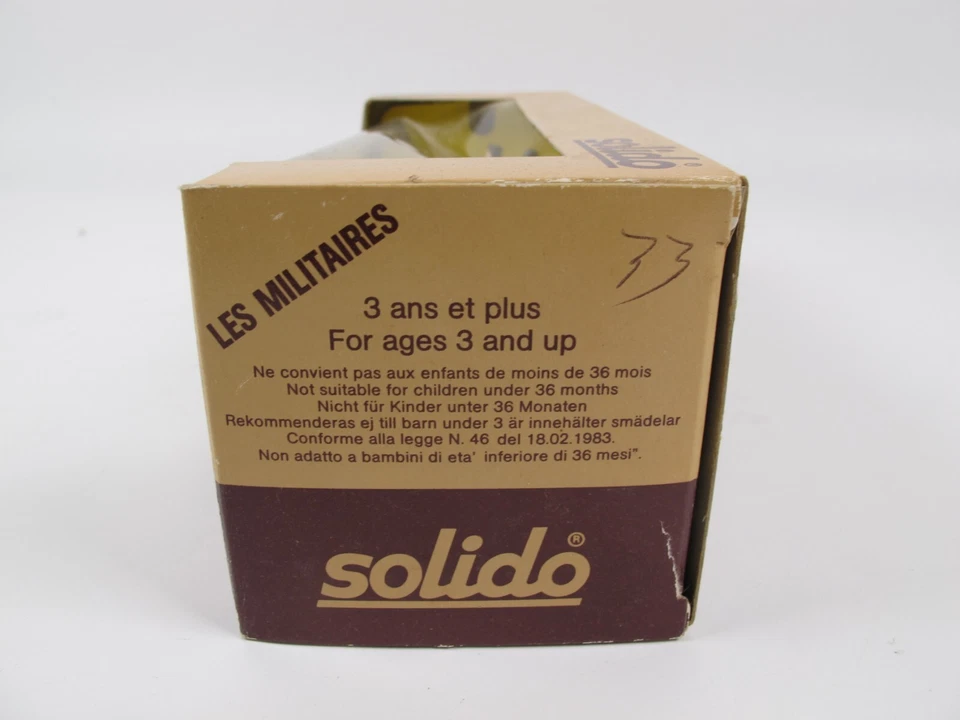 solido®
LES MILITAIRES
33
3 ans et plus
For ages 3 and up
Ne convient pas aux enfants de moins de 36 mois
Not suitable for children under 36 months
Nicht für Kinder unter 36 Monaten
Rekommenderas ej till barn under 3 är innehälter smädelar
Conforme alla legge N. 46 del 18.02.1983.
Non adatto a bambini di eta' inferiore di 36 mesi".
solido®